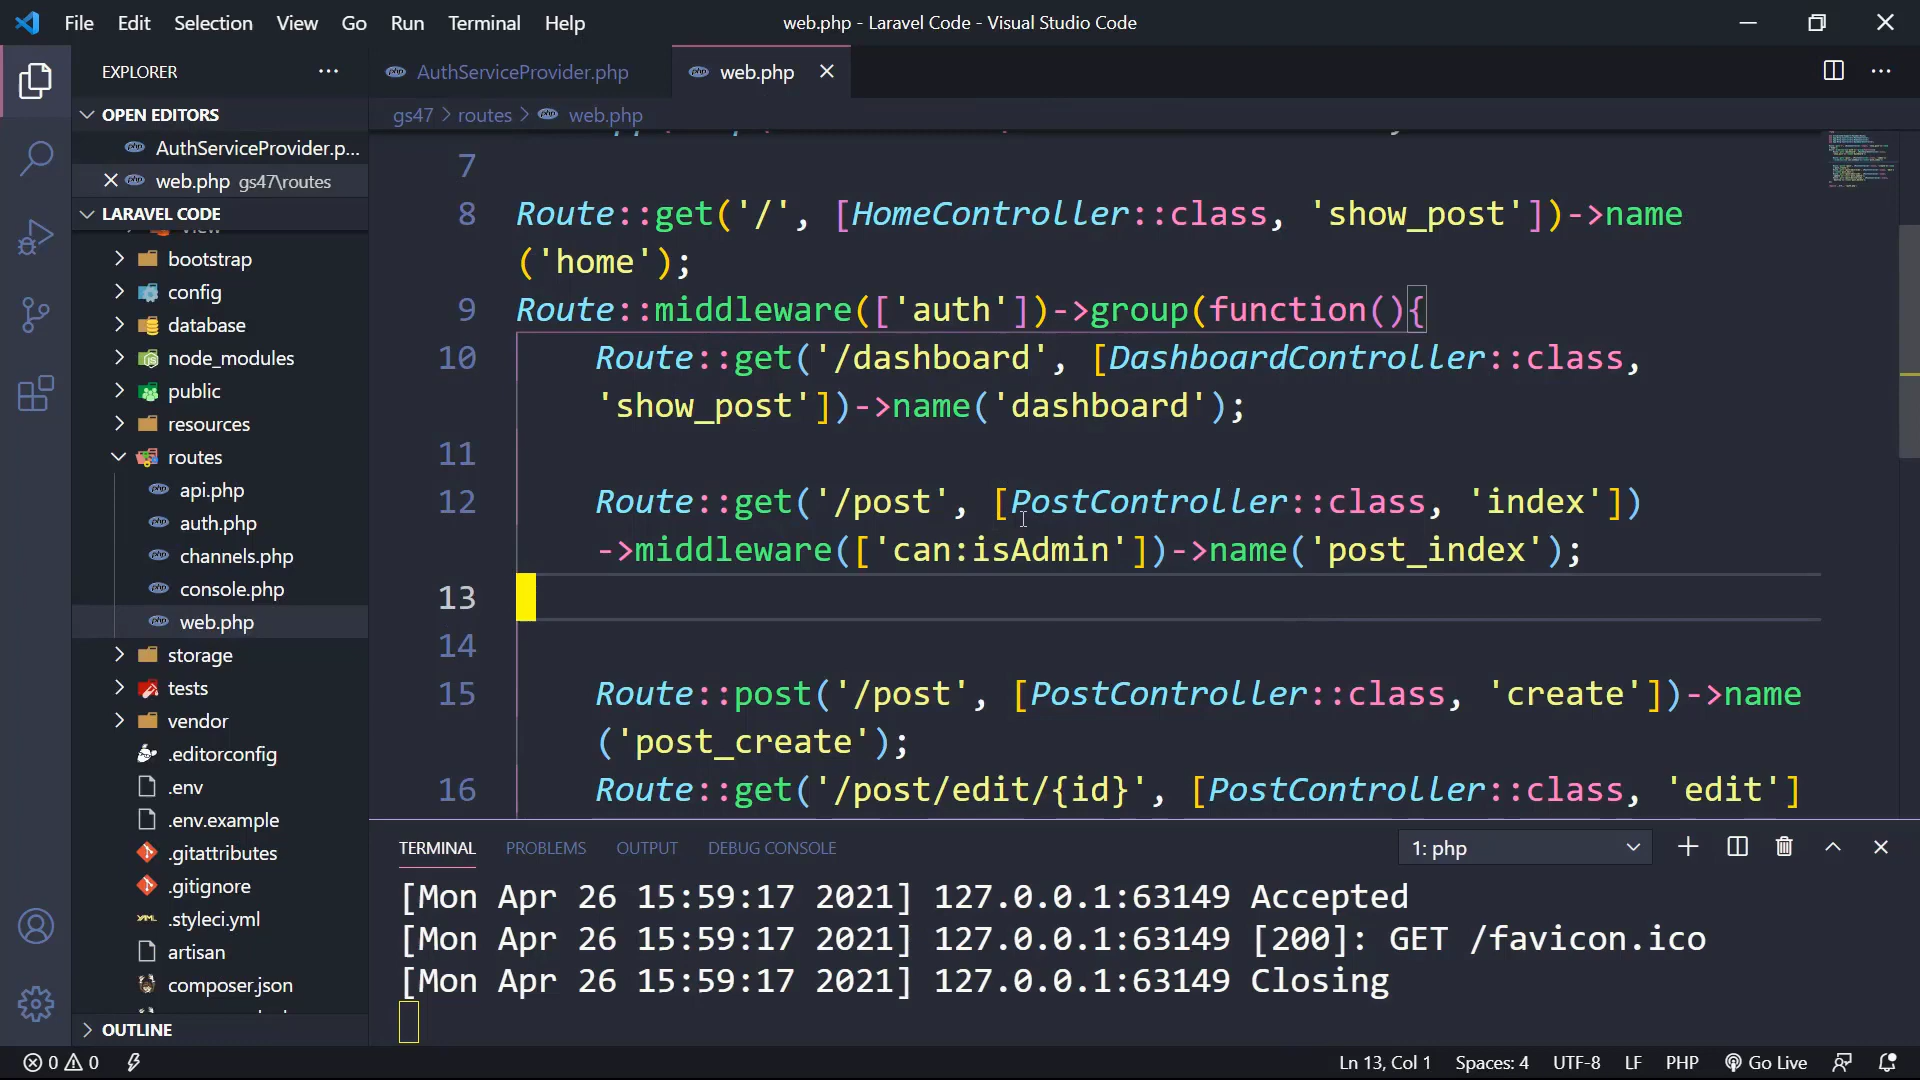 File Edit Selection View Go Run Terminal Help
web.php - Laravel Code - Visual Studio Code
EXPLORER
AuthServiceProvider.php
web.php
OPEN EDITORS
AuthServiceProvider.p...
web.php gs47\routes
LARAVEL CODE
view
bootstrap
config
database
node_modules
public
resources
routes
api.php
auth.php
channels.php
console.php
web.php
storage
tests
vendor
.editorconfig
.env
.env.example
.gitattributes
.gitignore
.styleci.yml
artisan
composer.json
OUTLINE
gs47 > routes > web.php
7
8 Route::get('/', [HomeController::class, 'show_post'])->name
('home');
9 Route::middleware(['auth'])->group(function(){
10 Route::get('/dashboard', [DashboardController::class,
'show_post'])->name('dashboard');
11
12 Route::get('/post', [PostController::class, 'index'])
->middleware(['can:isAdmin'])->name('post_index');
13
14
15 Route::post('/post', [PostController::class, 'create'])->name
('post_create');
16 Route::get('/post/edit/{id}', [PostController::class, 'edit']
TERMINAL PROBLEMS OUTPUT DEBUG CONSOLE
1: php
[Mon Apr 26 15:59:17 2021] 127.0.0.1:63149 Accepted
[Mon Apr 26 15:59:17 2021] 127.0.0.1:63149 [200]: GET /favicon.ico
[Mon Apr 26 15:59:17 2021] 127.0.0.1:63149 Closing
0 0
Ln 13, Col 1 Spaces: 4 UTF-8 LF PHP Go Live